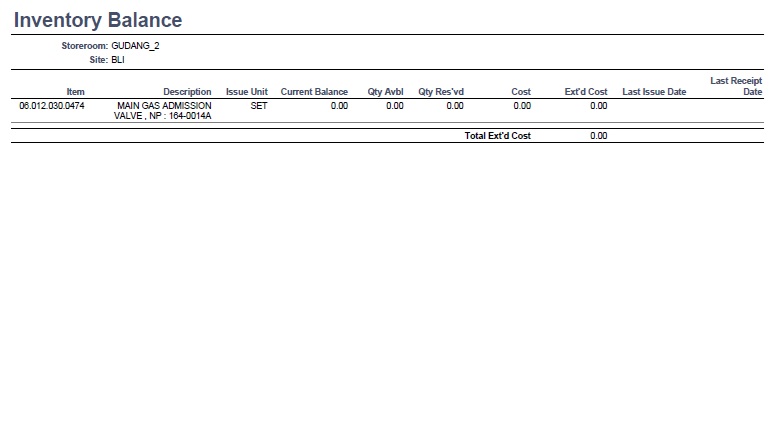 Inventory Balance
Storeroom: GUDANG_2
Site: BLI
Item Description Issue Unit Current Balance Qty Avbl Qty Res'vd Cost Ext'd Cost Last Issue Date Last Receipt Date
06.012.030.0474 MAIN GAS ADMISSION SET 0.00 0.00 0.00 0.00 0.00
VALVE , NP : 164-0014A
Total Ext'd Cost 0.00